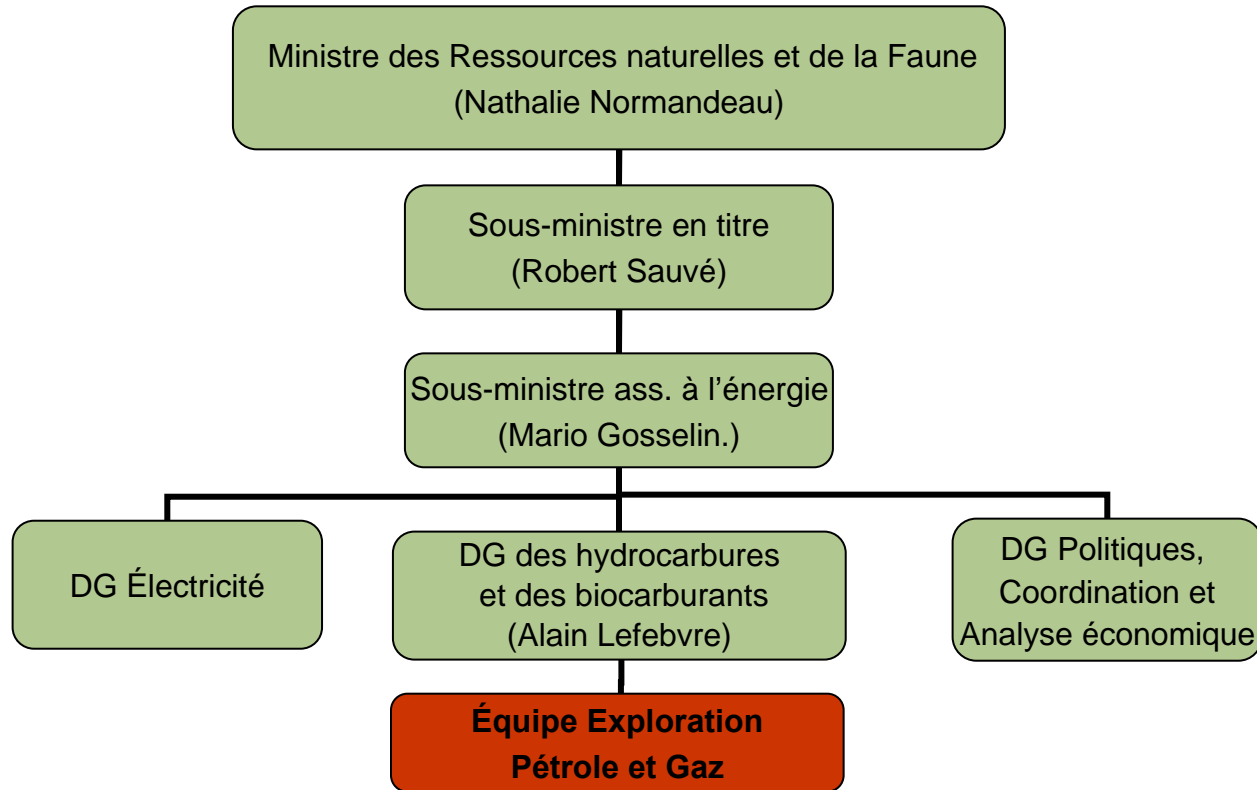 Ministre des Ressources naturelles et de la Faune
(Nathalie Normandeau)
Sous-ministre en titre
(Robert Sauvé)
Sous-ministre ass. à l’énergie
(Mario Gosselin.)
DG Électricité
DG des hydrocarbures
et des biocarburants
(Alain Lefebvre)
DG Politiques,
Coordination et
Analyse économique
Équipe Exploration
Pétrole et Gaz